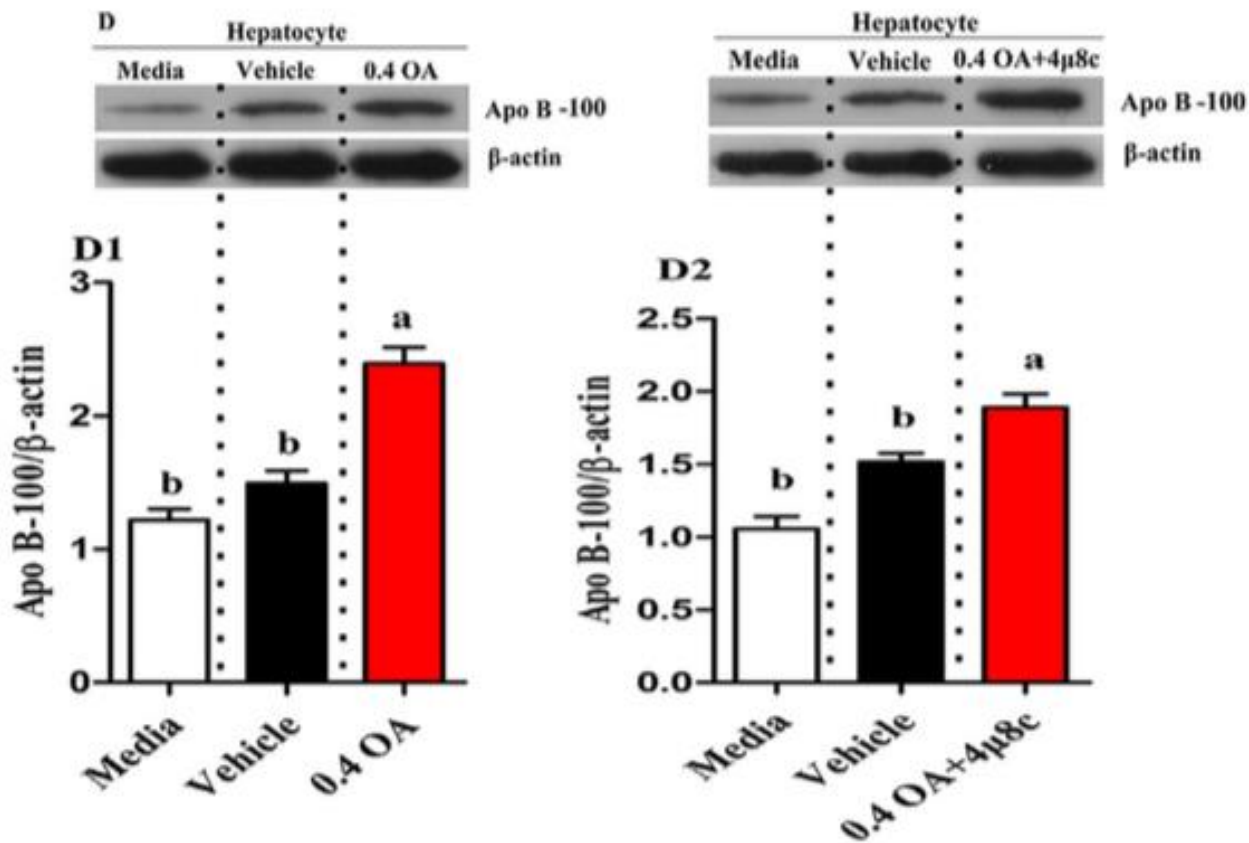 D
Hepatocyte
Media Vehicle 0.4 OA
Apo B -100
β-actin
D1
3
2
1
0
Apo B-100/β-actin
b
b
a
Media
Vehicle
0.4 OA
Hepatocyte
Media Vehicle 0.4 OA+4μ8c
Apo B -100
β-actin
D2
2.5
2.0
1.5
1.0
0.5
0.0
Apo B-100/β-actin
b
b
a
Media
Vehicle
0.4 OA+4μ8c